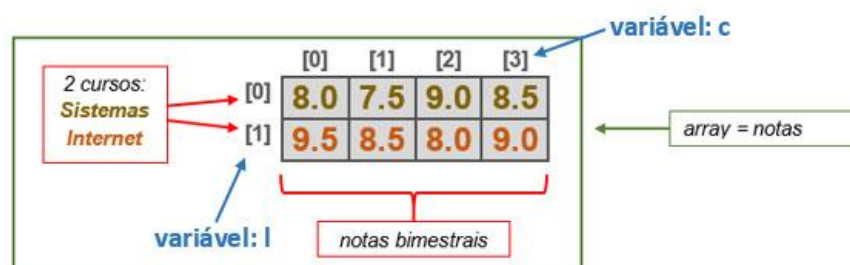 variável: c
[0] [1] [2] [3]
2 cursos:
Sistemas
Internet
[0] 8.0 7.5 9.0 8.5
[1] 9.5 8.5 8.0 9.0
array = notas
variável: l
notas bimestrais